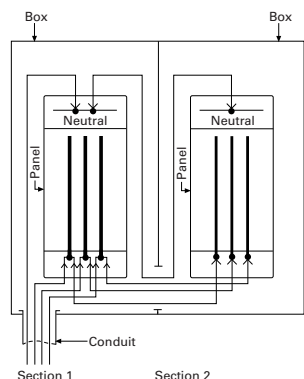 Box
Box
Neutral
Neutral
Panel
Panel
Conduit
Section 1
Section 2